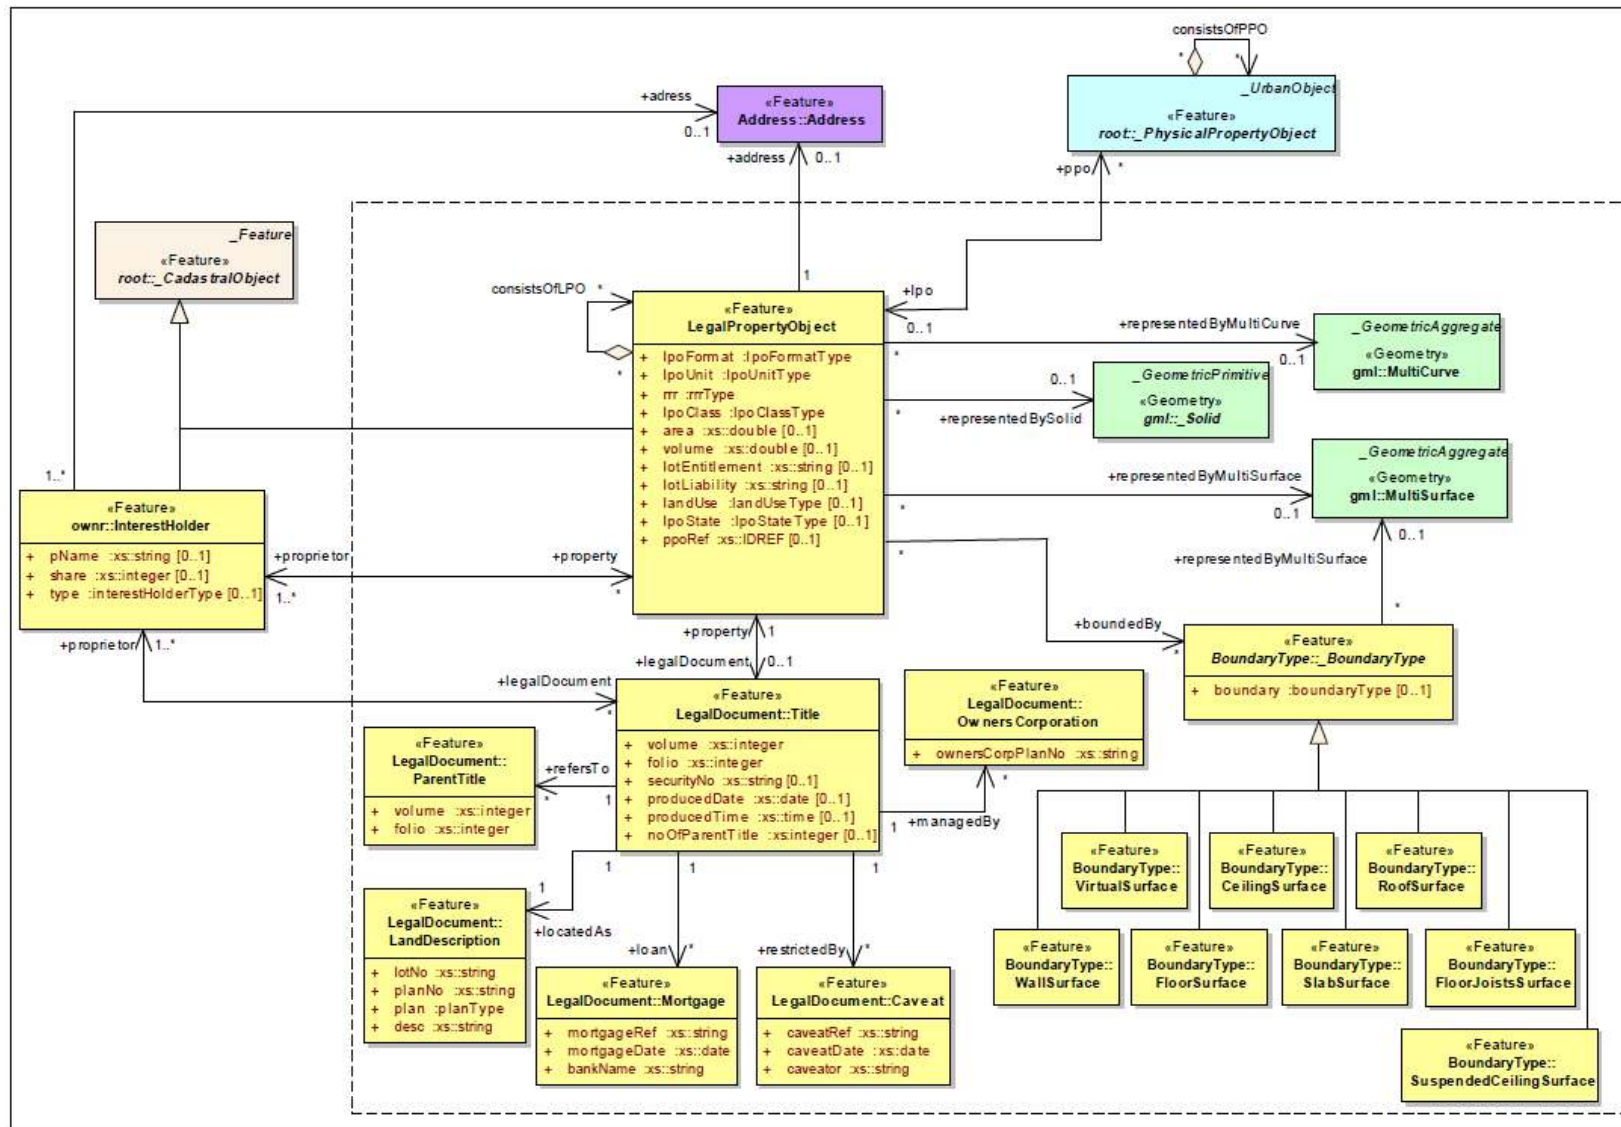 consistsOfPPO
* *
_UrbanObject
«Feature»
root::_PhysicalPropertyObject
+ppo *
+adress
0..1
«Feature»
Address::Address
+address 0..1
1
_Feature
«Feature»
root::_CadastralObject
consistsOfLPO *
*
«Feature»
LegalPropertyObject
+ lpoFormat :lpoFormatType
+ lpoUnit :lpoUnitType
+ rrr :rrrType
+ lpoClass :lpoClassType
+ area :xs::double [0..1]
+ volume :xs::double [0..1]
+ lotEntitlement :xs::string [0..1]
+ lotLiability :xs::string [0..1]
+ landUse :landUseType [0..1]
+ lpoState :lpoStateType [0..1]
+ ppoRef :xs::IDREF [0..1]
+lpo
0..1
+representedByMultiCurve
* 0..1
_GeometricAggregate
«Geometry»
gml::MultiCurve
0..1
* +representedBySolid
_GeometricPrimitive
«Geometry»
gml::_Solid
+representedByMultiSurface
* 0..1
_GeometricAggregate
«Geometry»
gml::MultiSurface
0..1
+representedByMultiSurface
*
*
+boundedBy
*
«Feature»
BoundaryType::_BoundaryType
+ boundary :boundaryType [0..1]
1..*
«Feature»
ownr::InterestHolder
+ pName :xs::string [0..1]
+ share :xs::integer [0..1]
+ type :interestHolderType [0..1]
+proprietor +property
1..* *
+proprietor 1..*
+legalDocument
*
+property 1
+legalDocument 0..1
«Feature»
LegalDocument::Title
+ volume :xs::integer
+ folio :xs::integer
+ securityNo :xs::string [0..1]
+ producedDate :xs::date [0..1]
+ producedTime :xs::time [0..1]
+ noOfParentTitle :xs:integer [0..1]
«Feature»
LegalDocument::
OwnersCorporation
+ ownersCorpPlanNo :xs::string
*
1 +managedBy
«Feature»
LegalDocument::
ParentTitle
+ volume :xs::integer
+ folio :xs::integer
+refersTo
* 1
1 1 1
1
+locatedAs
«Feature»
LegalDocument::
LandDescription
+ lotNo :xs::string
+ planNo :xs::string
+ plan :planType
+ desc :xs::string
+loan *
«Feature»
LegalDocument::Mortgage
+ mortgageRef :xs::string
+ mortgageDate :xs::date
+ bankName :xs::string
+restrictedBy *
«Feature»
LegalDocument::Caveat
+ caveatRef :xs::string
+ caveatDate :xs::date
+ caveator :xs::string
«Feature»
BoundaryType::
VirtualSurface
«Feature»
BoundaryType::
CeilingSurface
«Feature»
BoundaryType::
RoofSurface
«Feature»
BoundaryType::
WallSurface
«Feature»
BoundaryType::
FloorSurface
«Feature»
BoundaryType::
SlabSurface
«Feature»
BoundaryType::
FloorJoistsSurface
«Feature»
BoundaryType::
SuspendedCeilingSurface